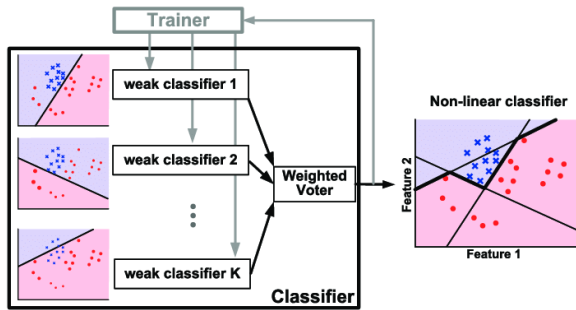 Trainer
weak classifier 1
weak classifier 2
weak classifier K
Weighted
Voter
Classifier
Non-linear classifier
Feature 2
Feature 1